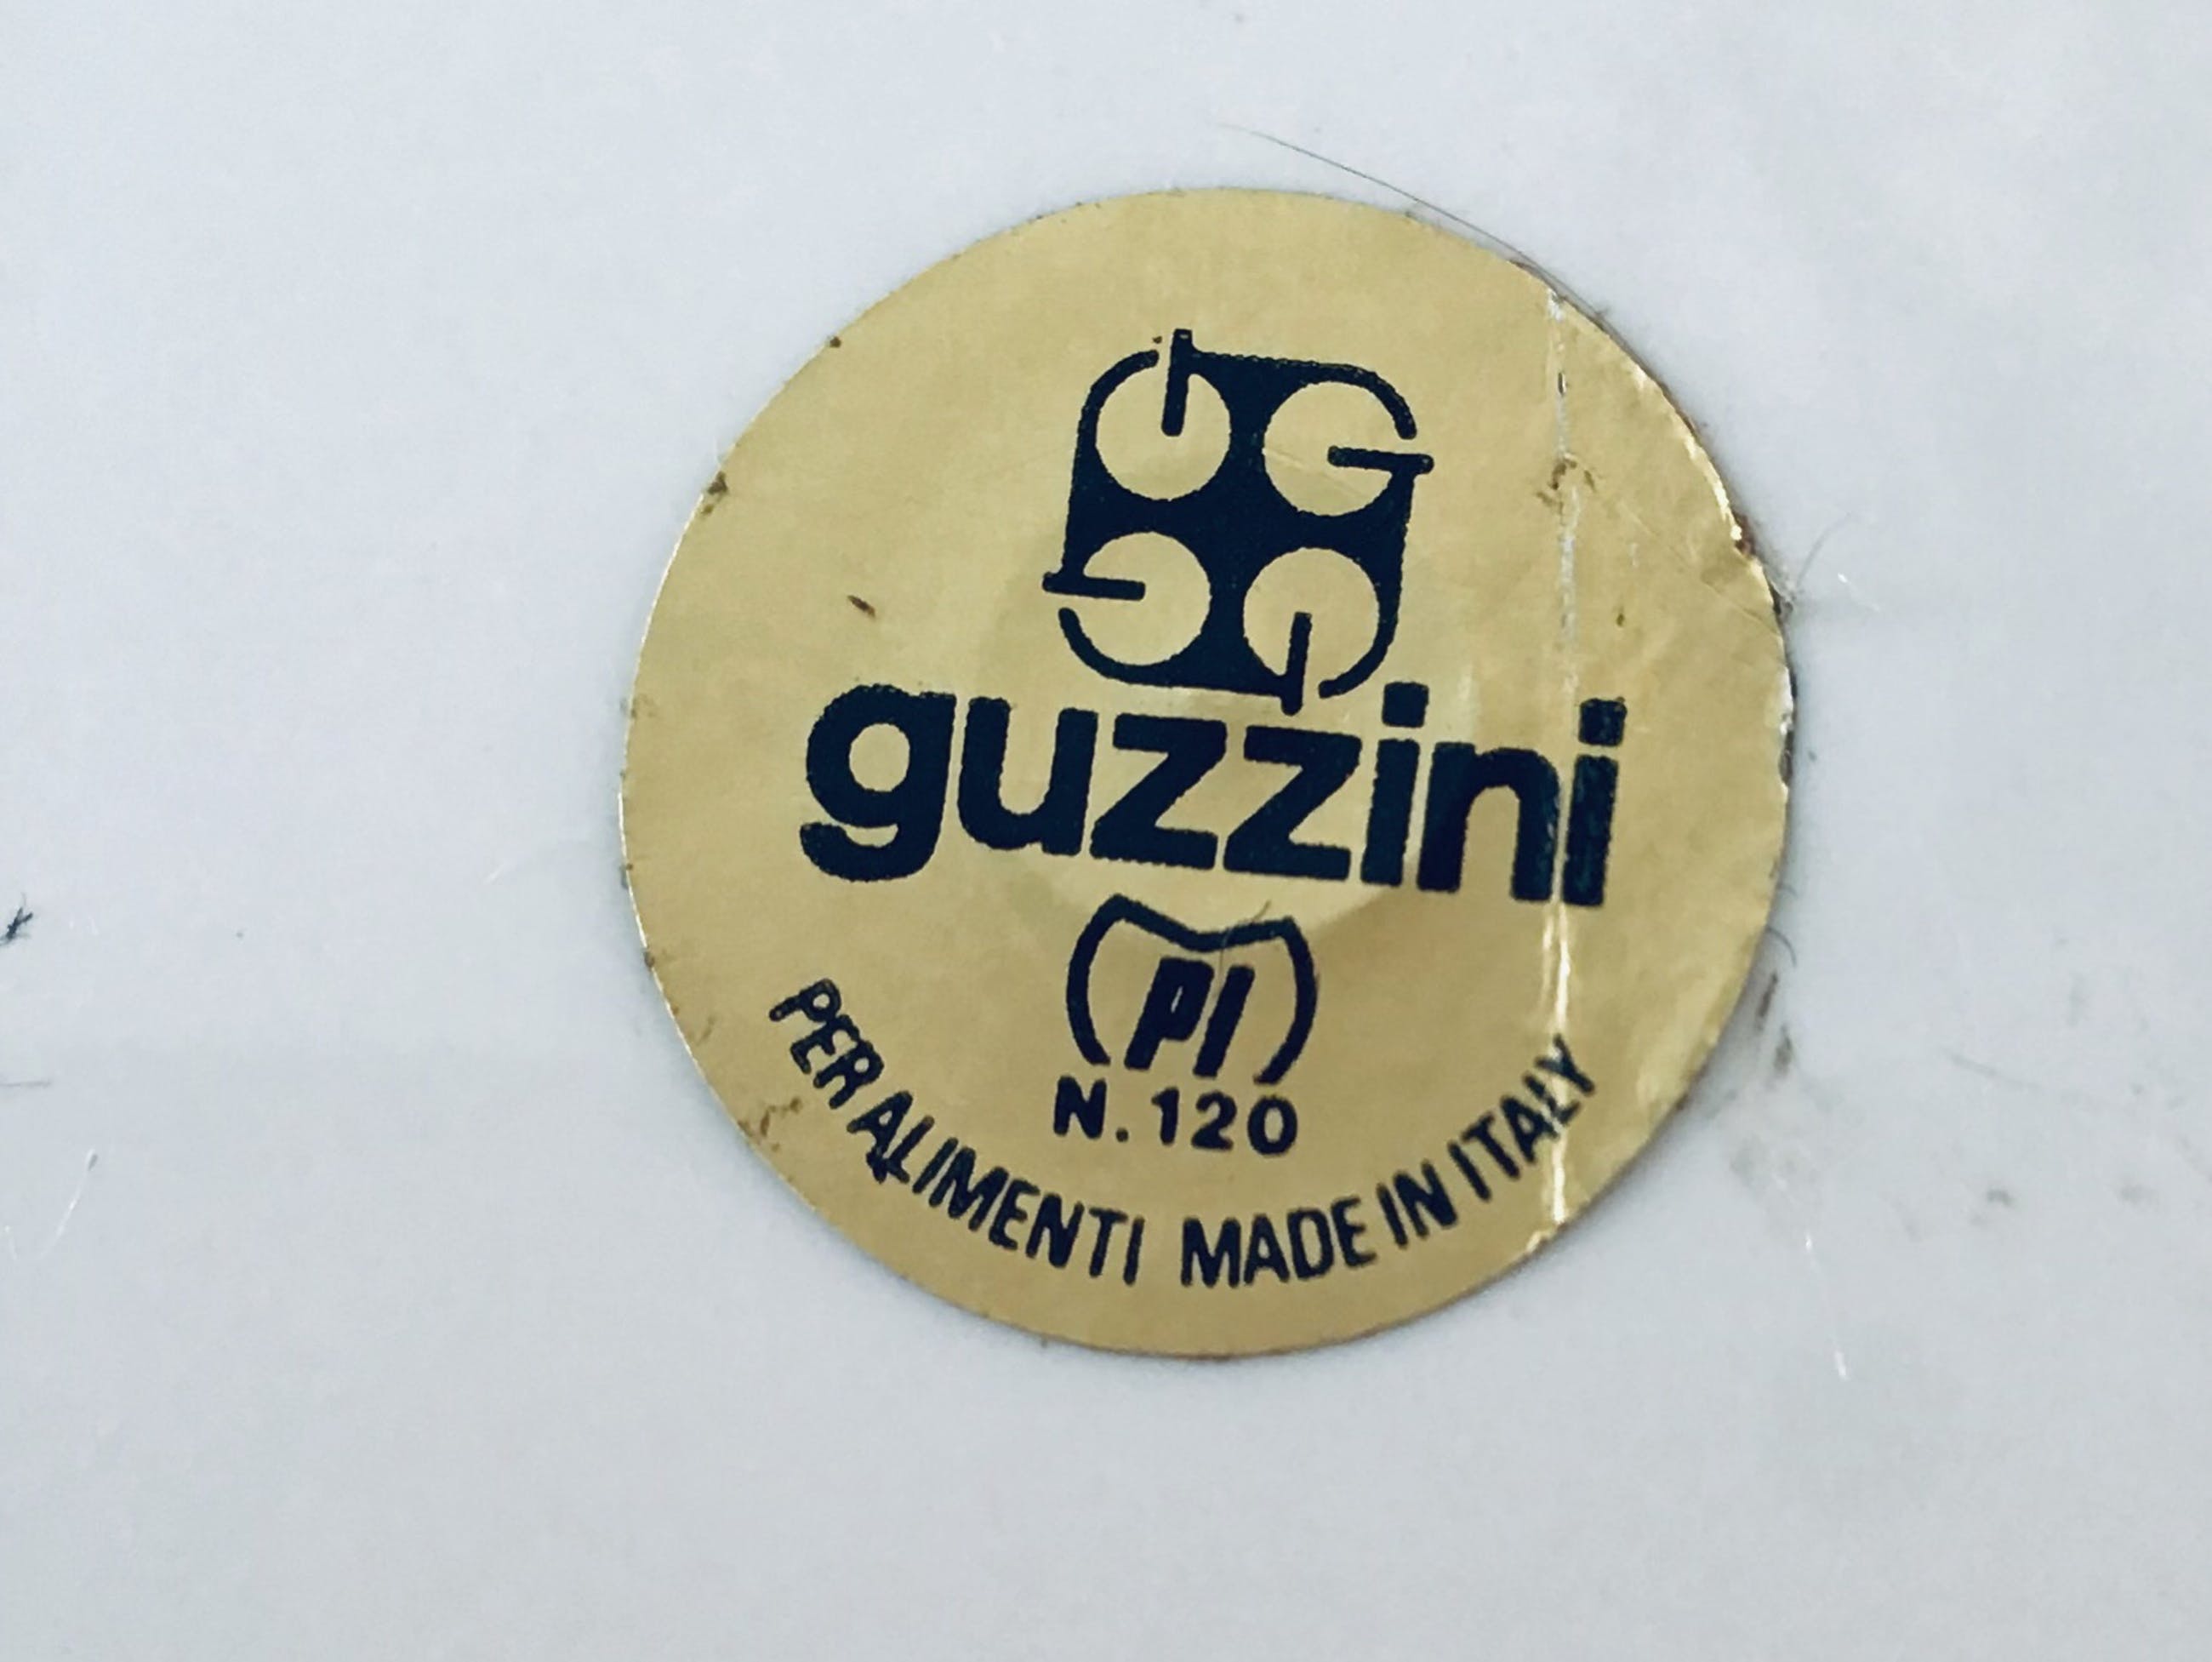 guzzini
PI
N. 120
PER ALIMENTI MADE IN ITALY